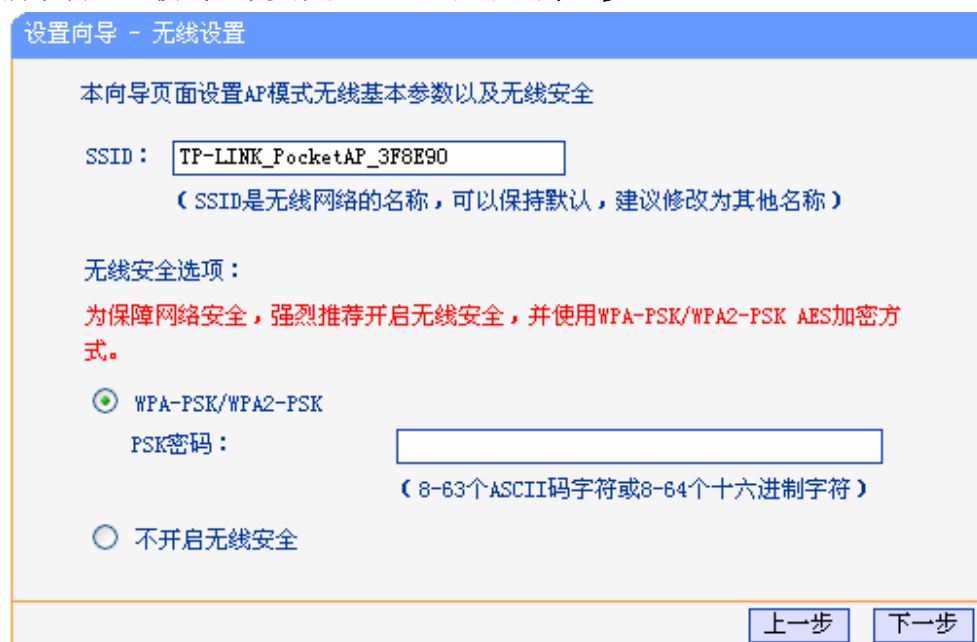 设置向导 - 无线设置
本向导页面设置AP模式无线基本参数以及无线安全
SSID： TP-LINK_PocketAP_3F8E90
（SSID是无线网络的名称，可以保持默认，建议修改为其他名称）
无线安全选项：
为保障网络安全，强烈推荐开启无线安全，并使用WPA-PSK/WPA2-PSK AES加密方
式。
WPA-PSK/WPA2-PSK
PSK密码：
（8-63个ASCII码字符或8-64个十六进制字符）
不开启无线安全
上一步 下一步